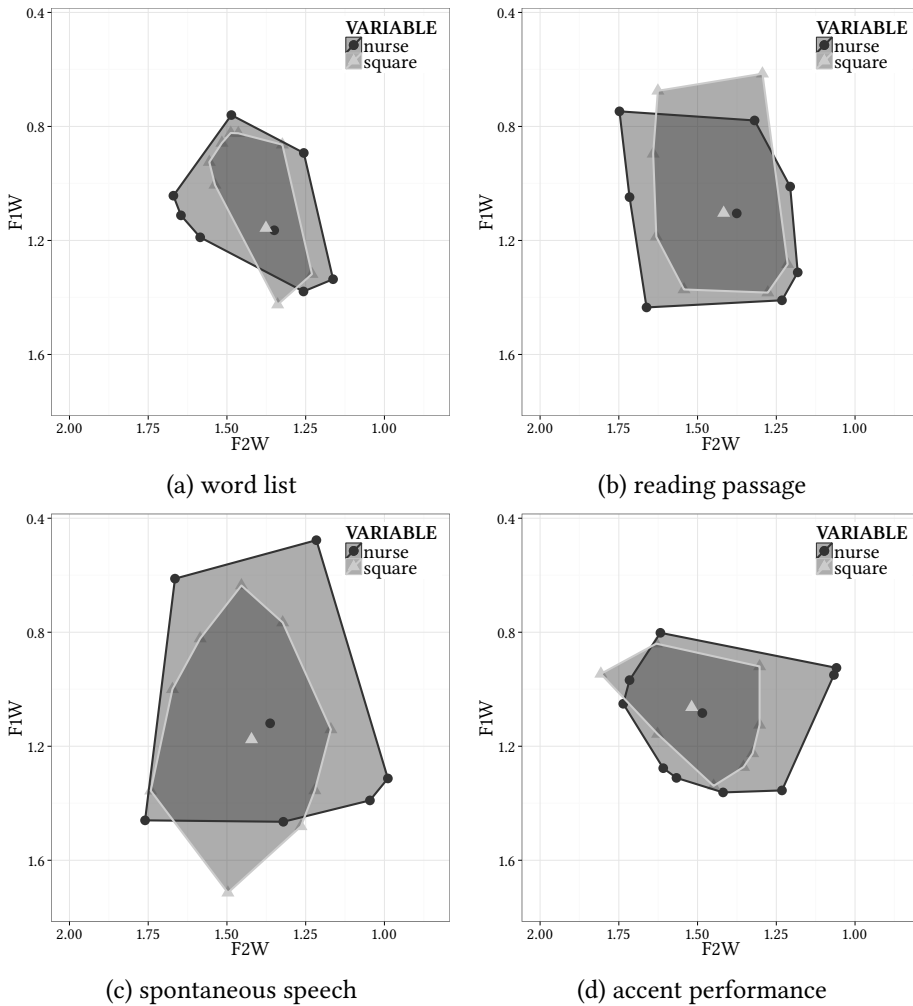 VARIABLE
nurse
square
0.4
0.8
1.2
1.6
F1W
2.00 1.75 1.50 1.25 1.00
F2W
(a) word list
VARIABLE
nurse
square
0.4
0.8
1.2
1.6
F1W
2.00 1.75 1.50 1.25 1.00
F2W
(b) reading passage
VARIABLE
nurse
square
0.4
0.8
1.2
1.6
F1W
2.00 1.75 1.50 1.25 1.00
F2W
(c) spontaneous speech
VARIABLE
nurse
square
0.4
0.8
1.2
1.6
F1W
2.00 1.75 1.50 1.25 1.00
F2W
(d) accent performance